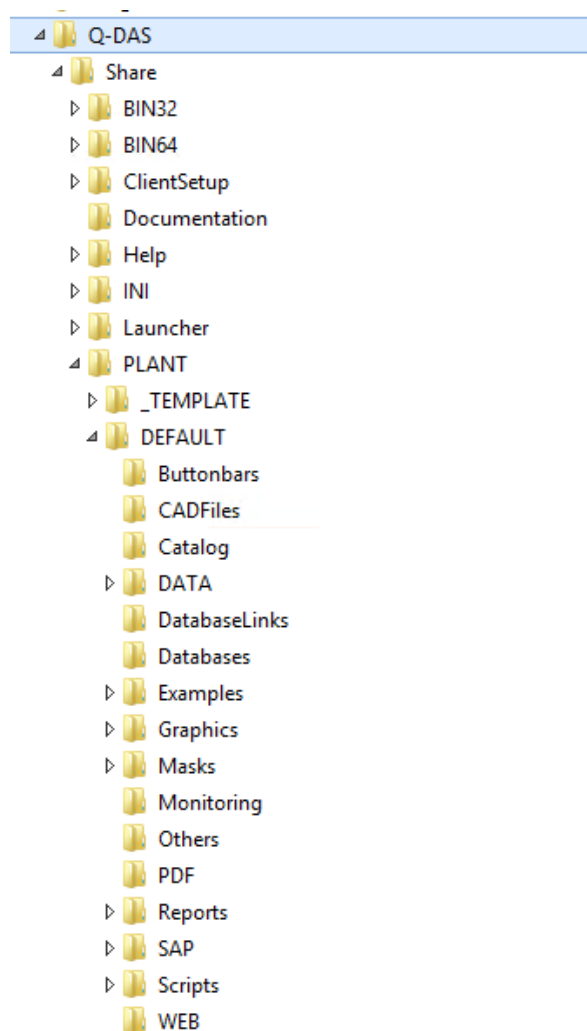 Q-DAS
Share
BIN32
BIN64
ClientSetup
Documentation
Help
INI
Launcher
PLANT
_TEMPLATE
DEFAULT
Buttonbars
CADFiles
Catalog
DATA
DatabaseLinks
Databases
Examples
Graphics
Masks
Monitoring
Others
PDF
Reports
SAP
Scripts
WEB